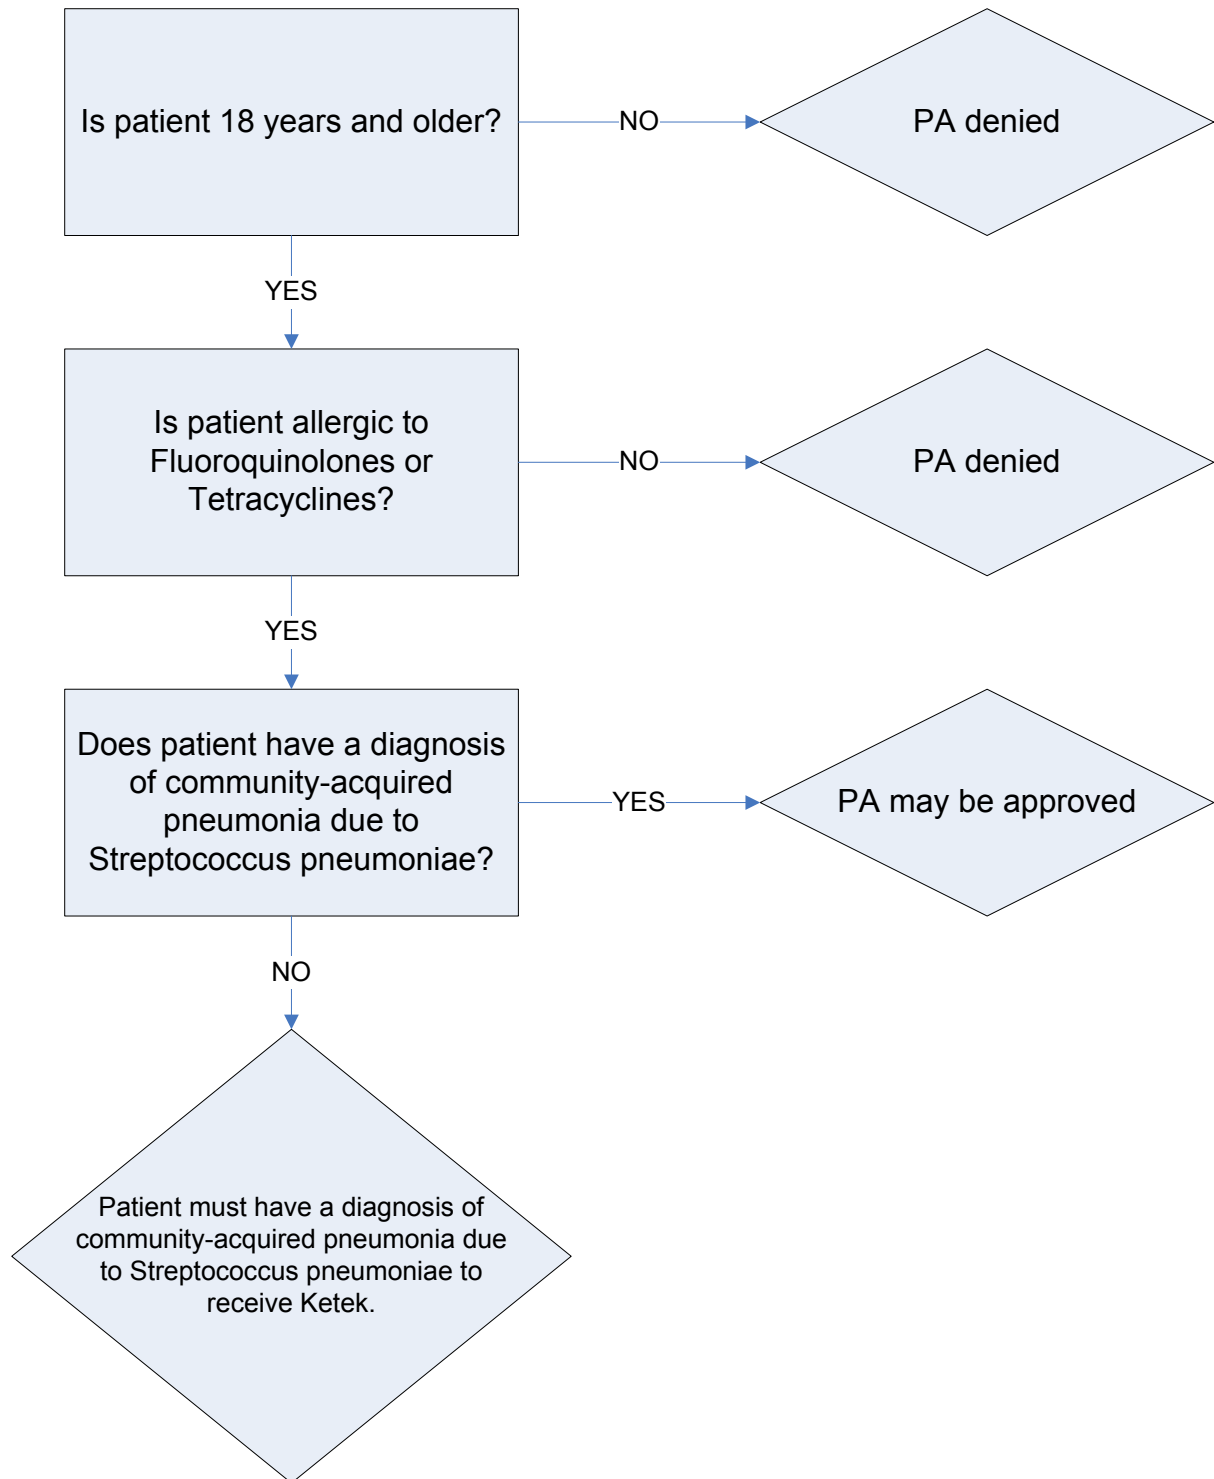 Is patient 18 years and older?
NO
PA denied
YES
Is patient allergic to
Fluoroquinolones or
Tetracyclines?
NO
PA denied
YES
Does patient have a diagnosis
of community-acquired
pneumonia due to
Streptococcus pneumoniae?
YES
PA may be approved
NO
Patient must have a diagnosis of
community-acquired pneumonia due
to Streptococcus pneumoniae to
receive Ketek.